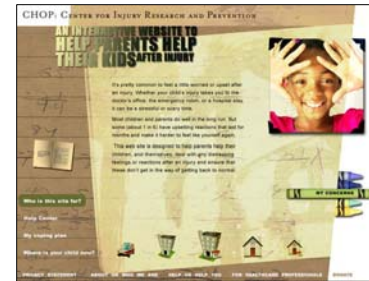 CHOP: Center for Injury Research and Prevention
AN INTERACTIVE WEBSITE TO
HELP PARENTS HELP
THEIR KIDS AFTER INJURY
It's pretty common to feel a little worried or upset after
an injury. Whether your child's injury takes you to the
doctor's office, the emergency room, or a hospital stay,
it can be a stressful or scary time.
Most children and parents do well in the long run. But
some (about 1 in 6) have upsetting reactions that last for
months and make it harder to feel like yourself again.
This web site is designed to help parents help their
children, and themselves, deal with any distressing
feelings or reactions after an injury and ensure that
these don't get in the way of getting back to normal.
MY CONCERNS
Who is this site for?
Help Center
My coping plan
Where is your child now?
PRIVACY STATEMENT ABOUT US WHO WE ARE HELP US HELP YOU FOR HEALTHCARE PROFESSIONALS DONATE